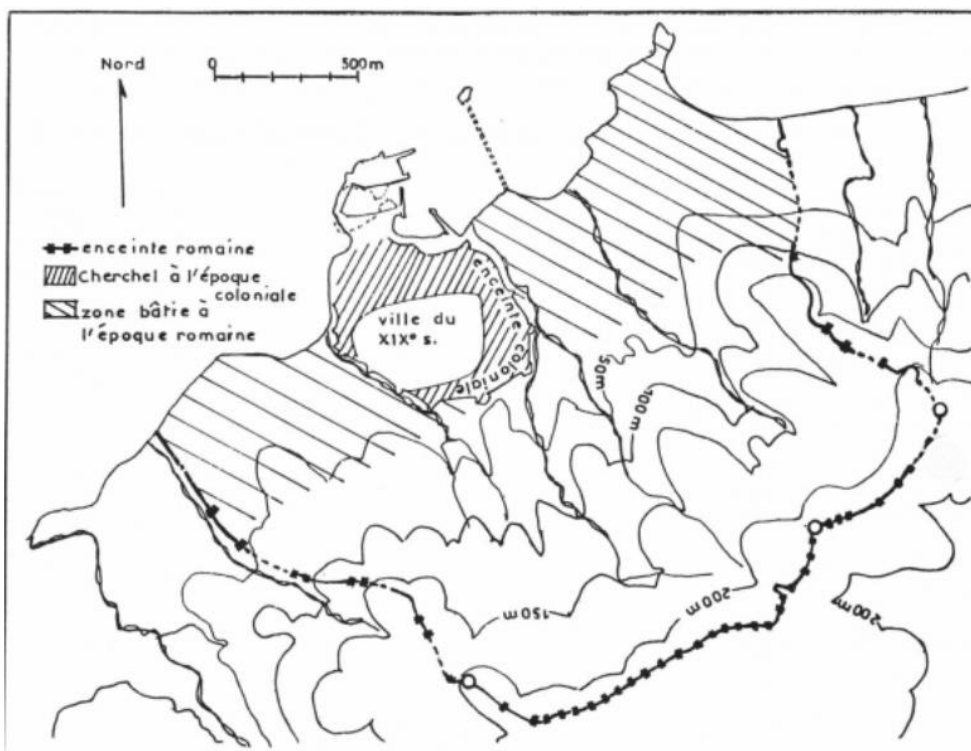 Nord
0 500m
enceinte romaine
Cherchel à l'époque
coloniale
zone bâtie à
l'époque romaine
ville du
XIXe s.
enceinte coloniale
50m
100m
150m
200m
200m